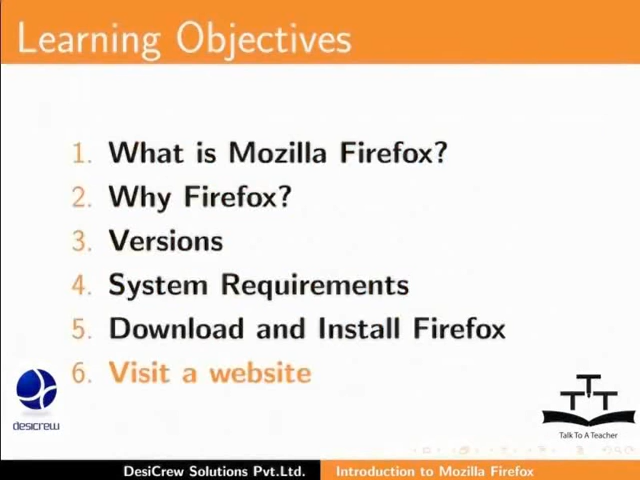 Learning Objectives
1. What is Mozilla Firefox?
2. Why Firefox?
3. Versions
4. System Requirements
5. Download and Install Firefox
6. Visit a website
desicrew
TTT
Talk To A Teacher
DesiCrew Solutions Pvt.Ltd. Introduction to Mozilla Firefox